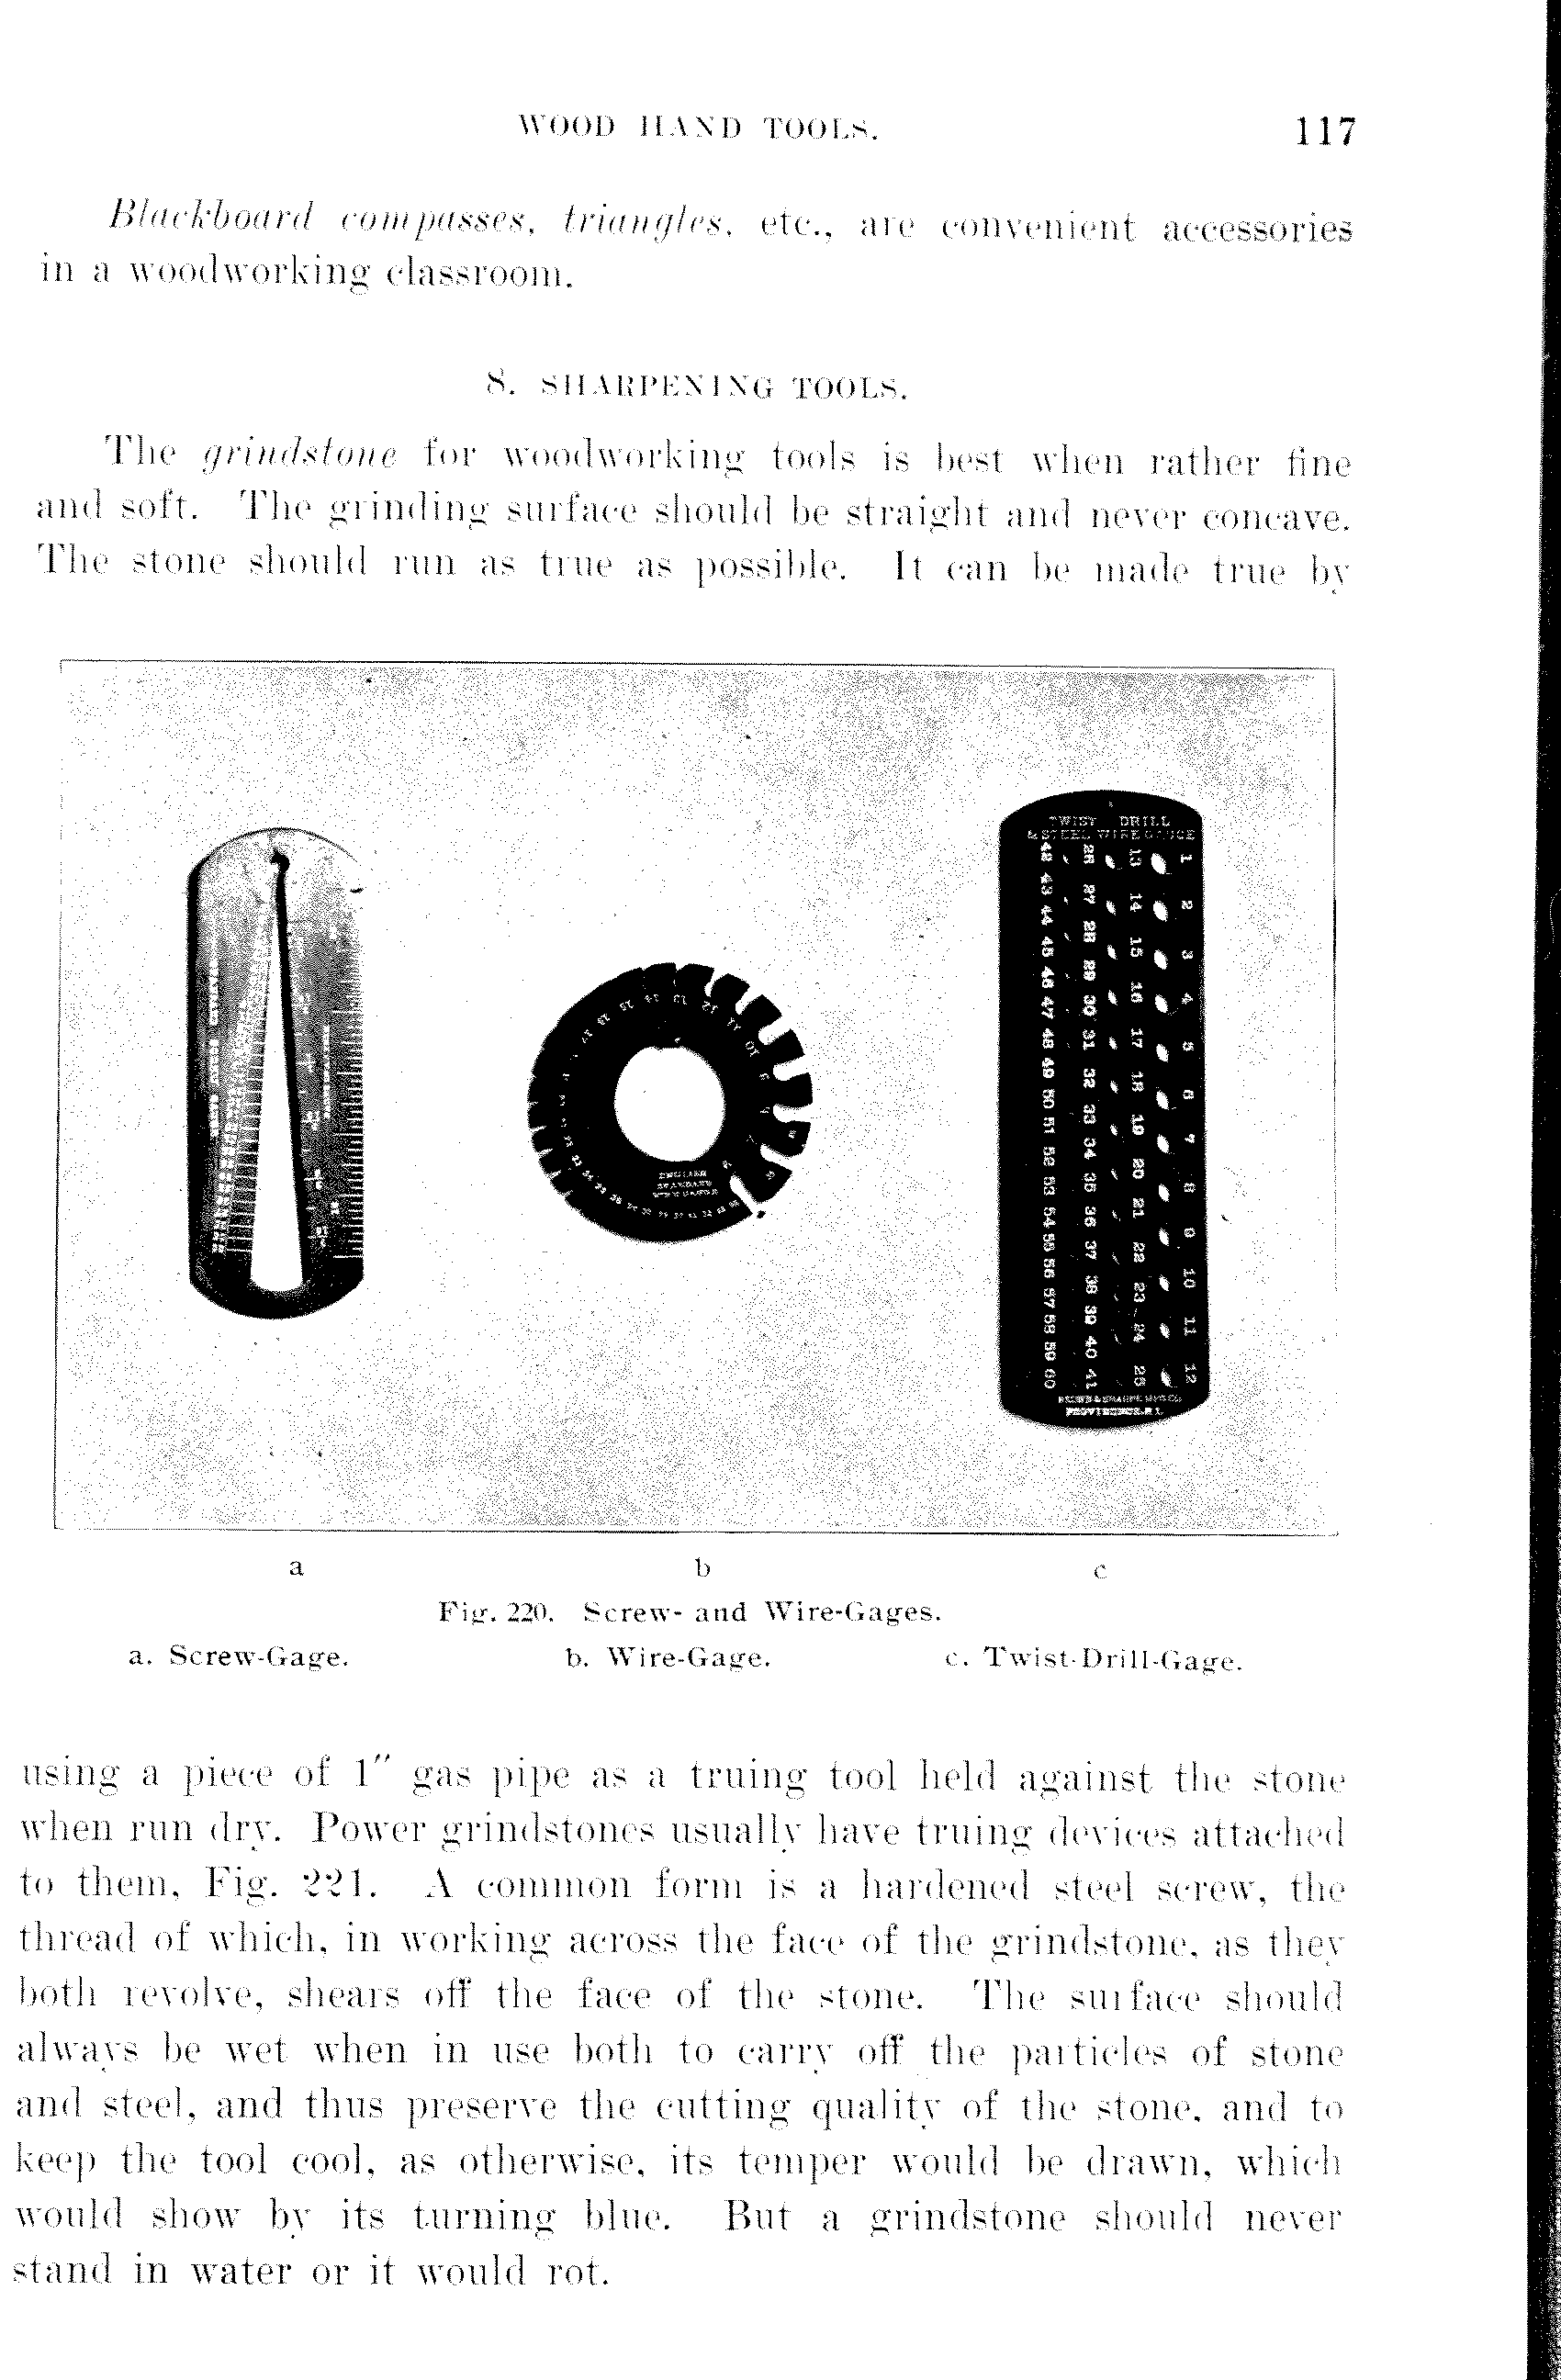 WOOD HAND TOOLS. 117
Blackboard compasses, triangles, etc., are convenient accessories
in a woodworking classroom.
8. SHARPENING TOOLS.
The grindstone for woodworking tools is best when rather fine
and soft. The grinding surface should be straight and never concave.
The stone should run as true as possible. It can be made true by
TWIST DRILL
& STEEL WIRE GAUGE
42 26 13 1
43 27 14 2
44 28 15 3
45 29 16 4
46 30 17 5
47 31 18 6
48 32 19 7
49 33 20 8
50 34 21 9
51 35 22 10
52 36 23 11
53 37 24 12
54 38 25
55 39
56 40
57 41
58
59
60
PROVIDENCE, R.I.
ENGLISH
STANDARD
a b c
Fig. 220. Screw- and Wire-Gages.
a. Screw-Gage. b. Wire-Gage. c. Twist-Drill-Gage.
using a piece of 1″ gas pipe as a truing tool held against the stone
when run dry. Power grindstones usually have truing devices attached
to them, Fig. 221. A common form is a hardened steel screw, the
thread of which, in working across the face of the grindstone, as they
both revolve, shears off the face of the stone. The surface should
always be wet when in use both to carry off the particles of stone
and steel, and thus preserve the cutting quality of the stone, and to
keep the tool cool, as otherwise, its temper would be drawn, which
would show by its turning blue. But a grindstone should never
stand in water or it would rot.